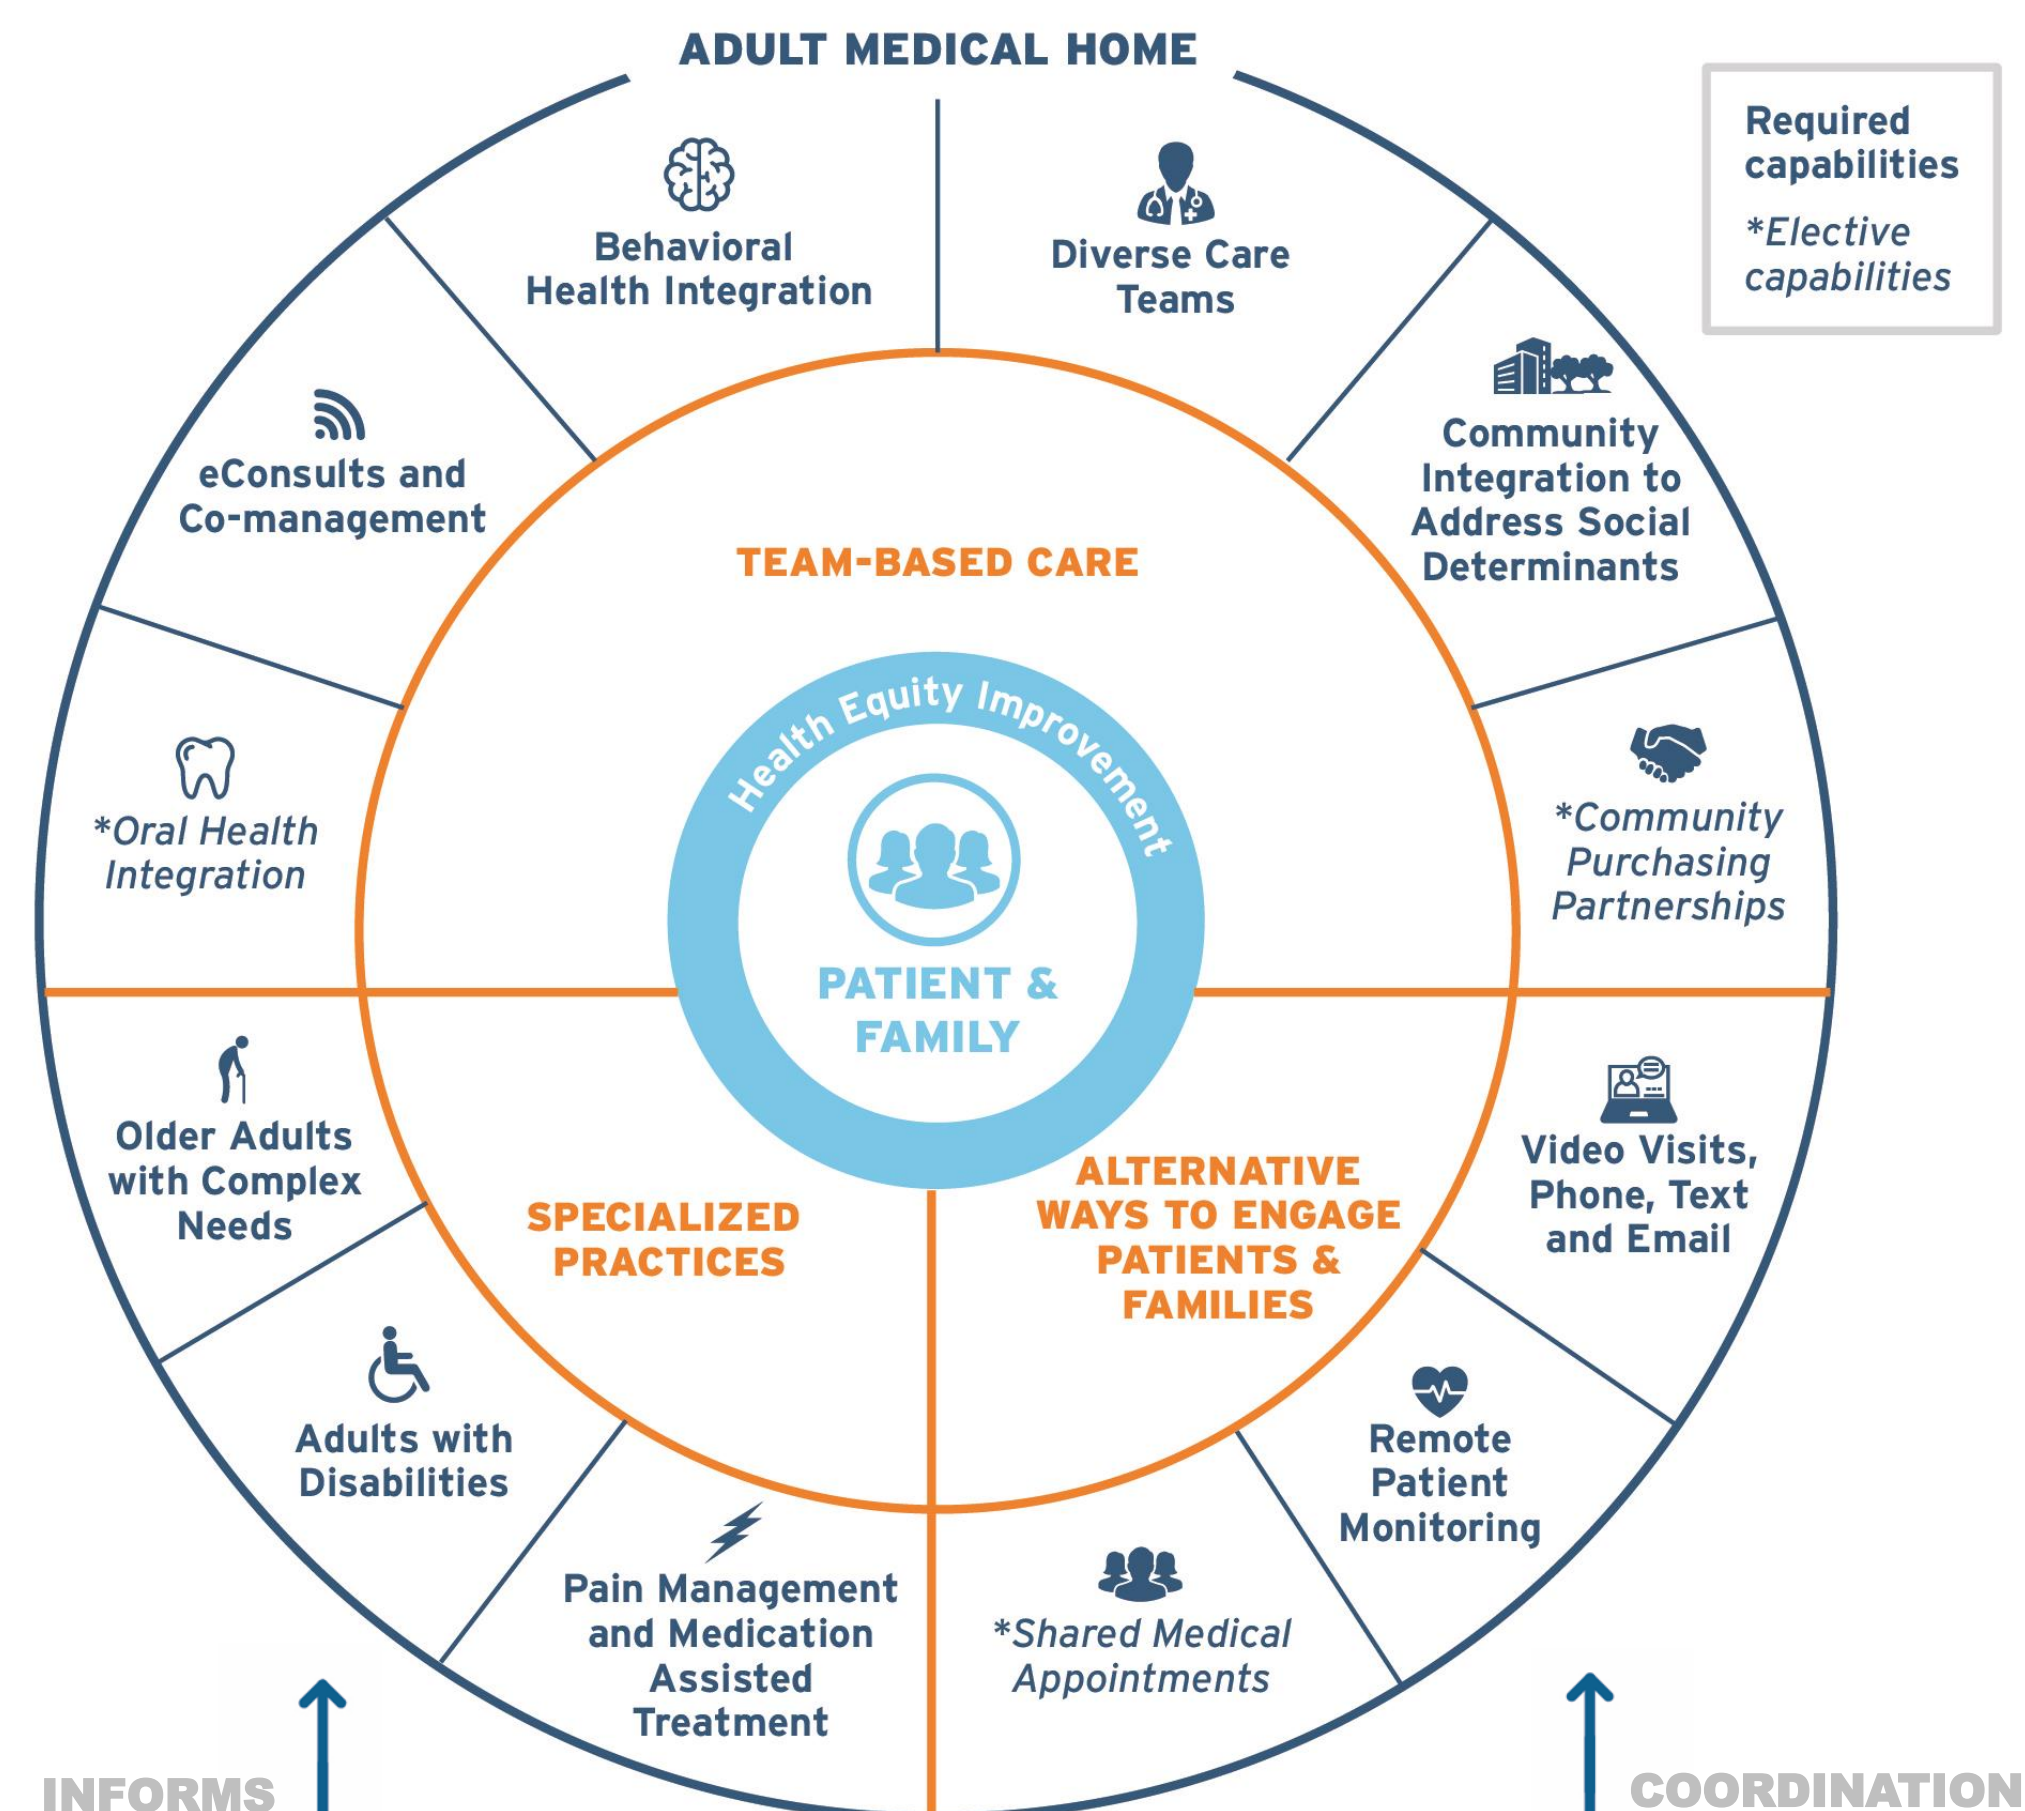 ADULT MEDICAL HOME
Required
capabilities
*Elective
capabilities
Behavioral
Health Integration
Diverse Care
Teams
eConsults and
Co-management
Community
Integration to
Address Social
Determinants
TEAM-BASED CARE
Health Equity Improvement
*Oral Health
Integration
*Community
Purchasing
Partnerships
PATIENT &
FAMILY
Older Adults
with Complex
Needs
SPECIALIZED
PRACTICES
ALTERNATIVE
WAYS TO ENGAGE
PATIENTS &
FAMILIES
Video Visits,
Phone, Text
and Email
Adults with
Disabilities
Remote
Patient
Monitoring
Pain Management
and Medication
Assisted
Treatment
*Shared Medical
Appointments
INFORMS
COORDINATION